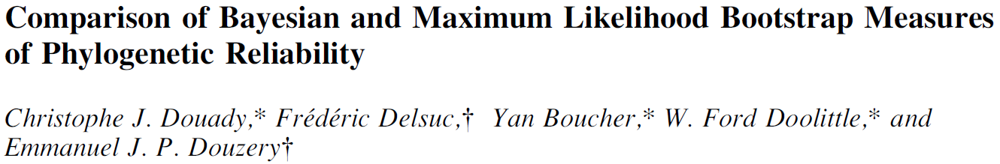 Comparison of Bayesian and Maximum Likelihood Bootstrap Measures
of Phylogenetic Reliability
Christophe J. Douady,* Frédéric Delsuc,† Yan Boucher,* W. Ford Doolittle,* and
Emmanuel J. P. Douzery†